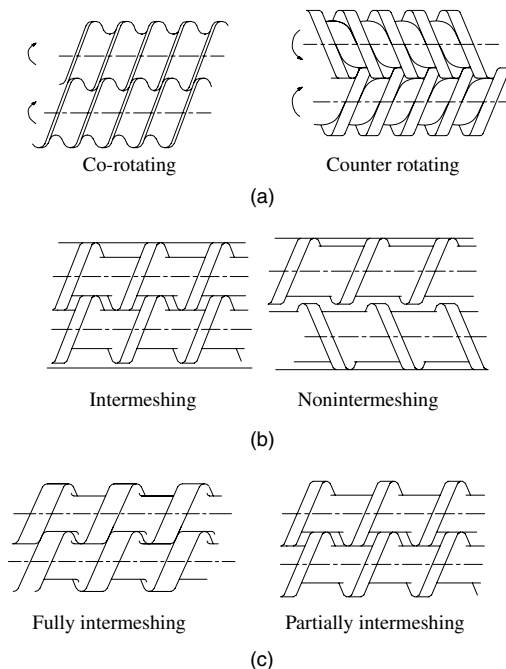 Co-rotating Counter rotating
(a)
Intermeshing Nonintermeshing
(b)
Fully intermeshing Partially intermeshing
(c)